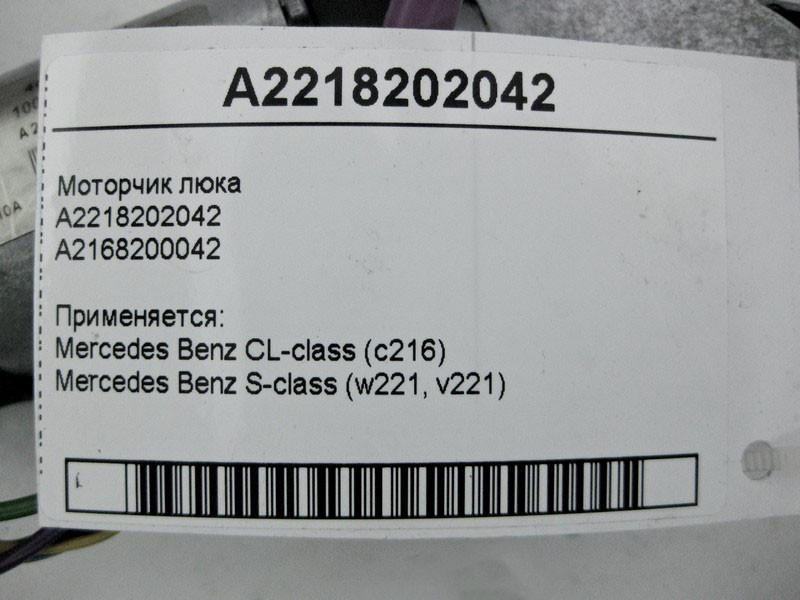 A2218202042
Моторчик люка
A2218202042
A2168200042
Применяется:
Mercedes Benz CL-class (c216)
Mercedes Benz S-class (w221, v221)